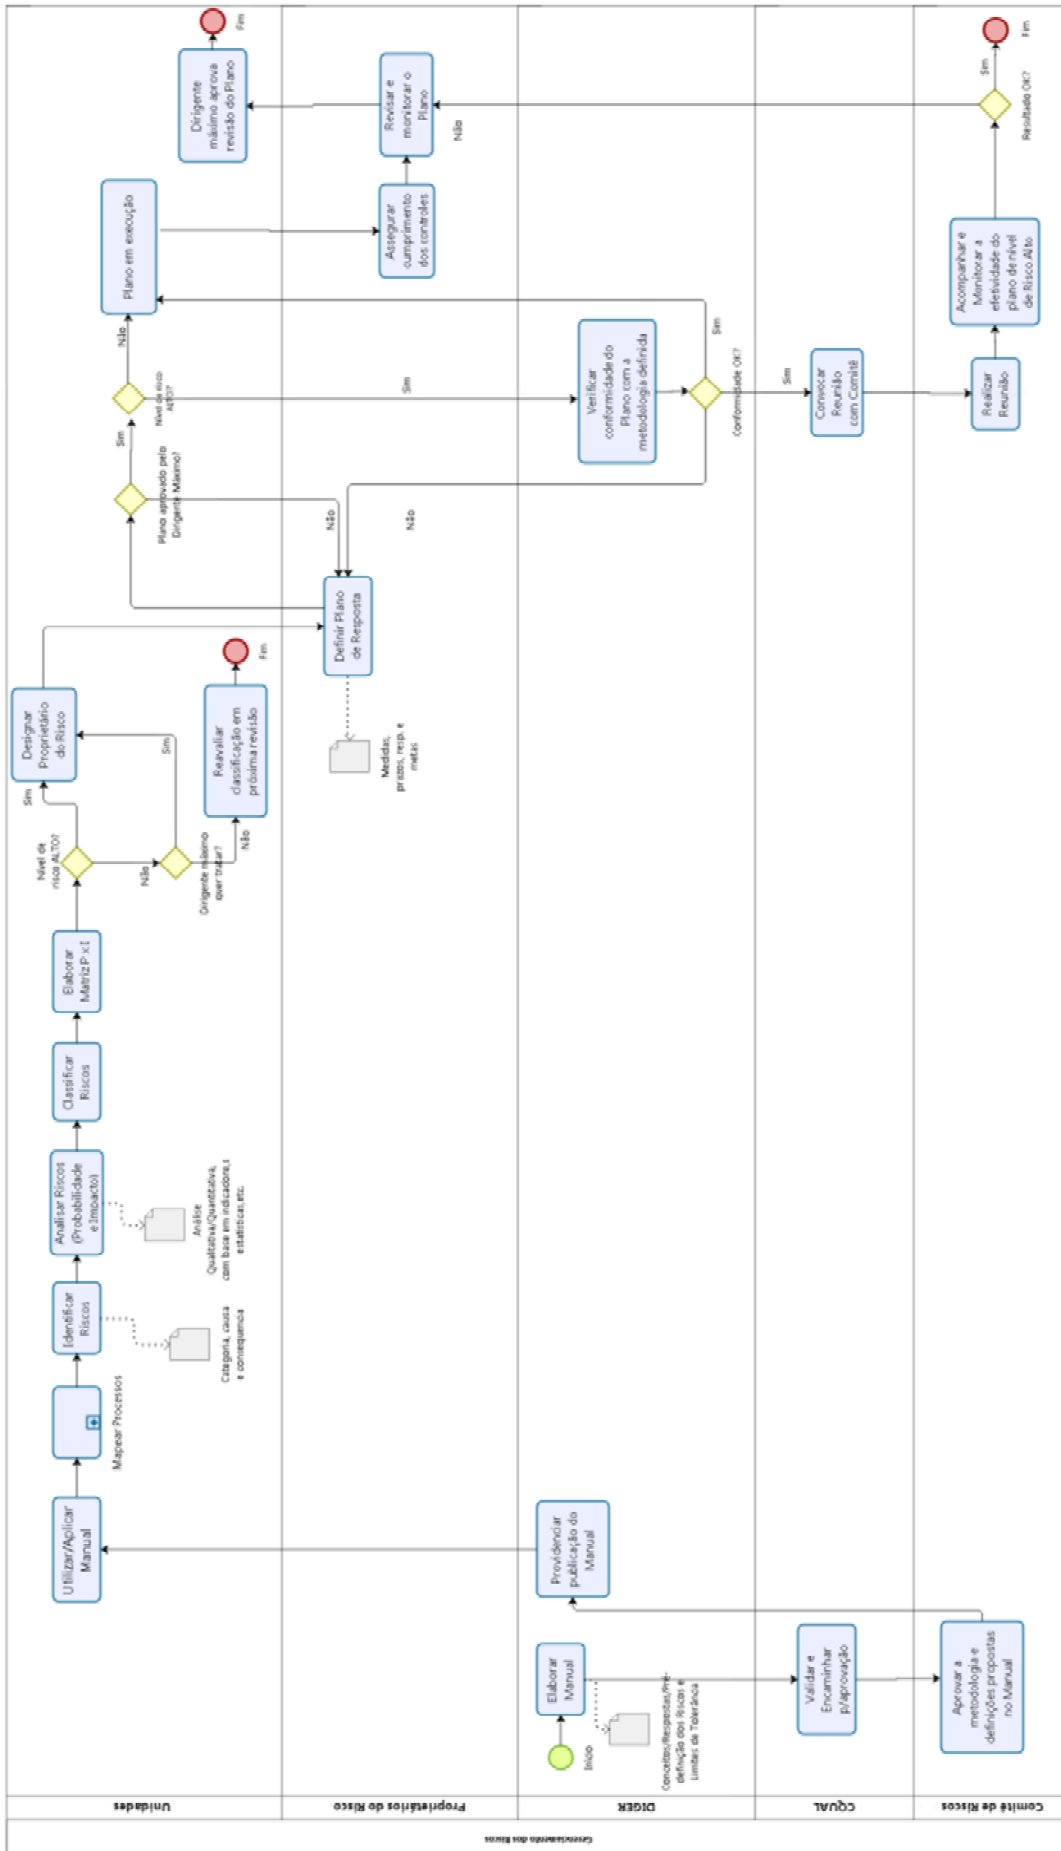 Gerenciamento dos Riscos
Unidades
Utilizar/Aplicar
Manual
Mapear Processos
Identificar
Riscos
Categoria, causa
e consequencia
Analisar Riscos
(Probabilidade
e Impacto)
Análise
Qualitativa/Quantitativa,
com base em indicadores,
estatísticas,etc.
Classificar
Riscos
Elaborar
Matriz P x I
Nível de
risco ALTO?
Sim
Não
Dirigente máximo
quer tratar?
Sim
Não
Designar
Proprietário
do Risco
Reavaliar
classificação em
próxima revisão
Fim
Plano aprovado pelo
Dirigente Máximo?
Sim
Não
Nível de risco
ALTO?
Não
Sim
Plano em execução
Dirigente
máximo aprova
revisão do Plano
Fim
Proprietários do Risco
Medidas,
prazos, resp. e
metas
Definir Plano
de Resposta
Não
Assegurar
cumprimento
dos controles
Revisar e
monitorar o
Plano
Não
DIGER
Início
Elaborar
Manual
Conceitos/Respostas/Pré-
definição dos Riscos e
Limites de Tolerância
Providenciar
publicação do
Manual
Verificar
conformidade do
Plano com a
metodologia definida
Conformidade OK?
Sim
CQUAL
Validar e
Encaminhar
p/aprovação
Sim
Convocar
Reunião
com Comitê
Comitê de Riscos
Aprovar a
metodologia e
definições propostas
no Manual
Realizar
Reunião
Acompanhar e
Monitorar a
efetividade do
plano de nível
de Risco Alto
Resultado OK?
Sim
Fim